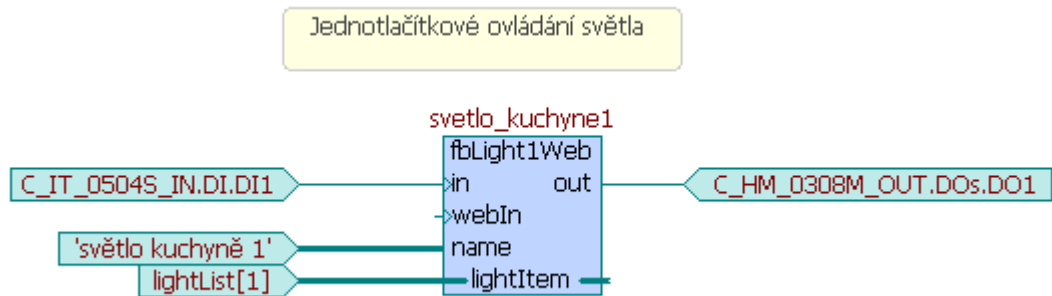 Jednotlačítkové ovládání světla
svetlo_kuchyne1
fbLight1Web
C_IT_0504S_IN.DI.DI1
in
out
C_HM_0308M_OUT.DOs.DO1
webIn
'světlo kuchyně 1'
name
lightList[1]
lightItem